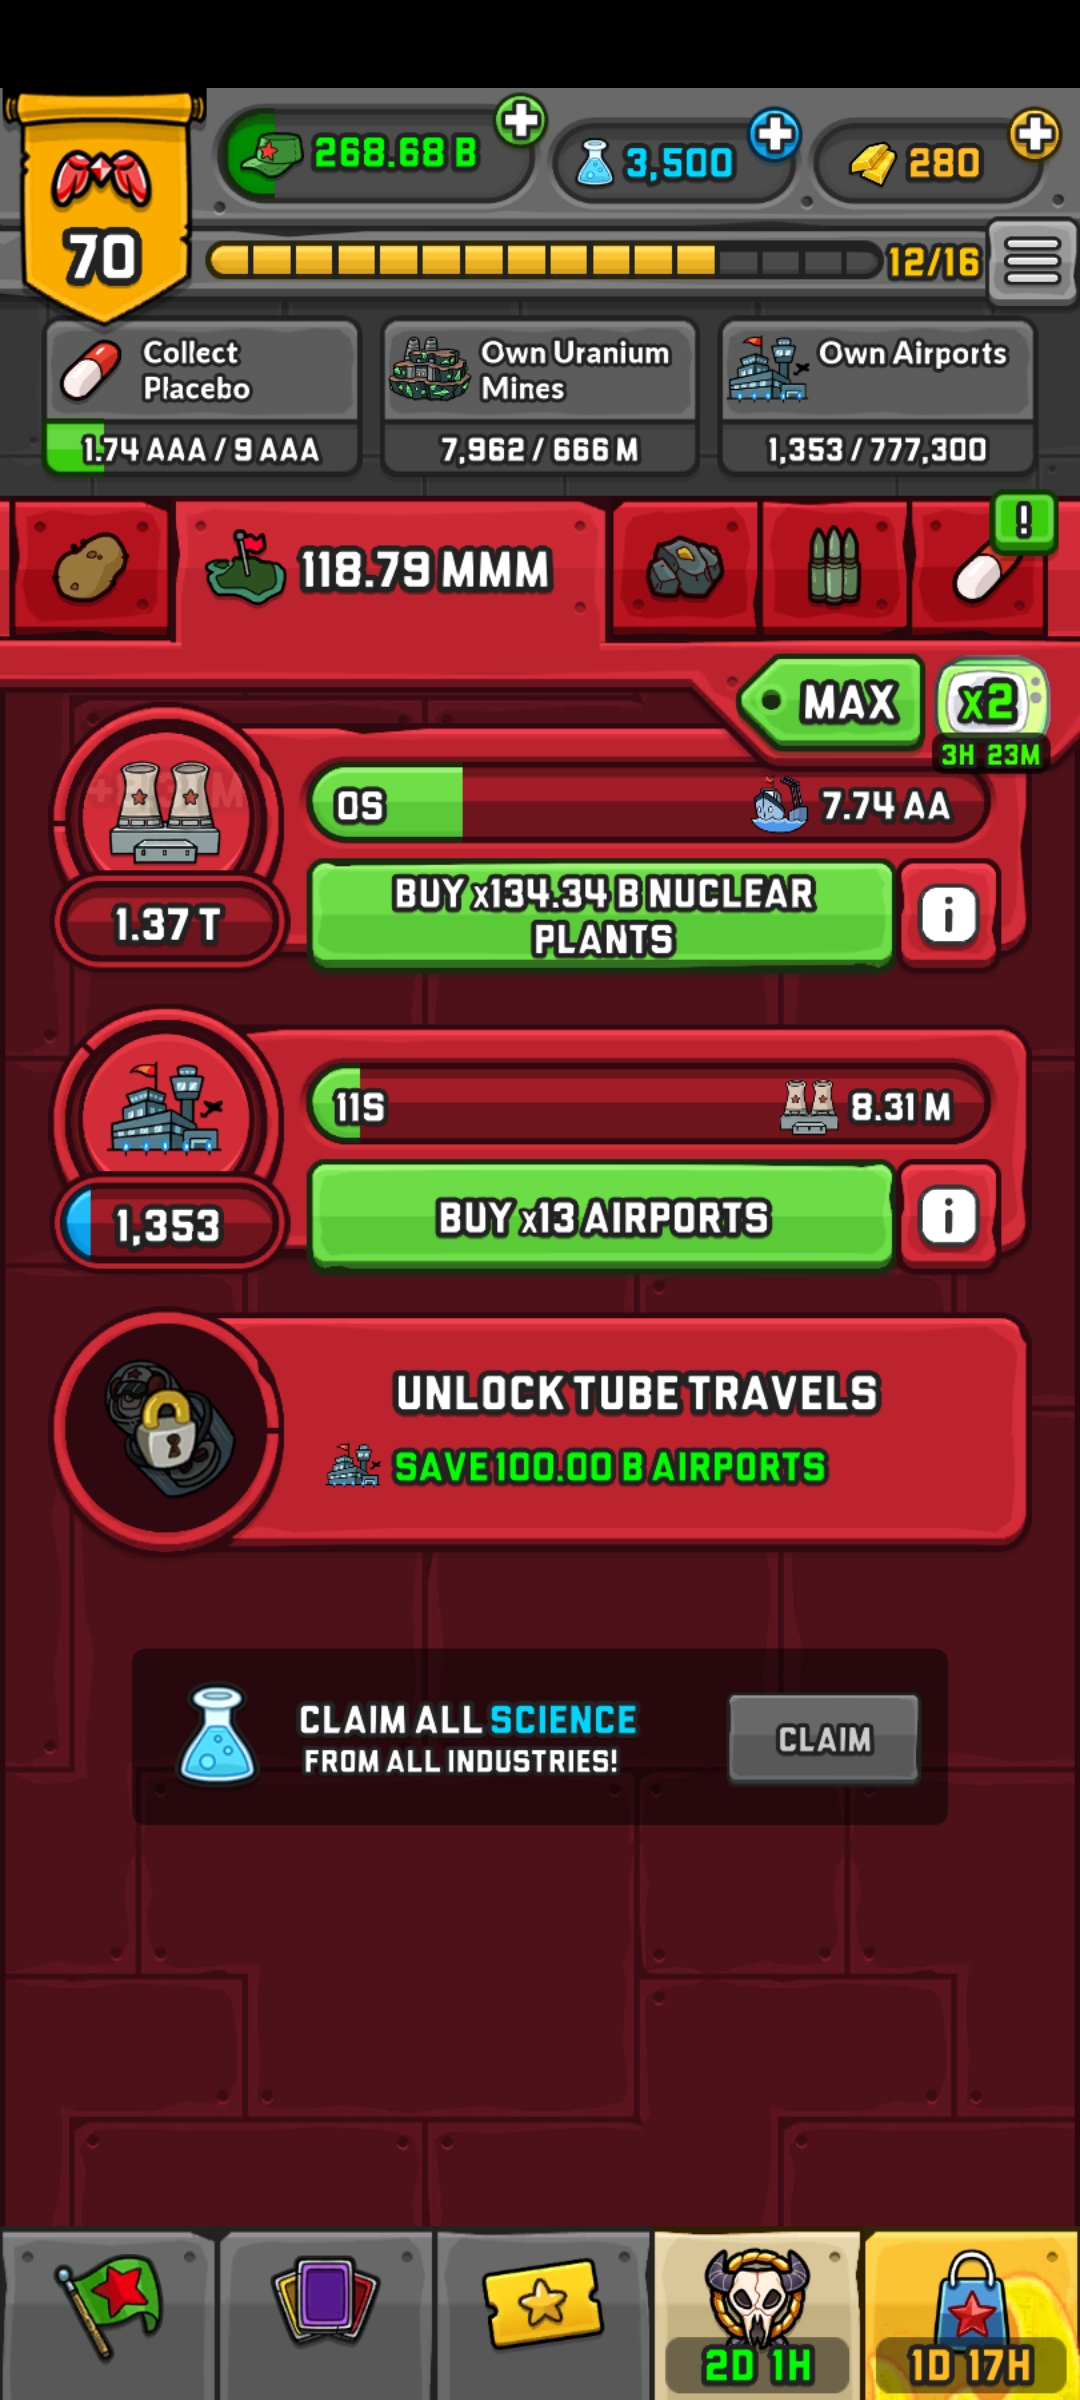 268.68 B
3,500
280
70
12/16
Collect
Placebo
1.74 AAA / 9 AAA
Own Uranium
Mines
7,962 / 666 M
Own Airports
1,353 / 777,300
118.79 MMM
!
MAX
x2
3H 23M
0S
7.74 AA
BUY x134.34 B NUCLEAR
PLANTS
i
1.37 T
11S
8.31 M
BUY x13 AIRPORTS
i
1,353
UNLOCK TUBE TRAVELS
SAVE 100.00 B AIRPORTS
CLAIM ALL SCIENCE
FROM ALL INDUSTRIES!
CLAIM
2D 1H
1D 17H